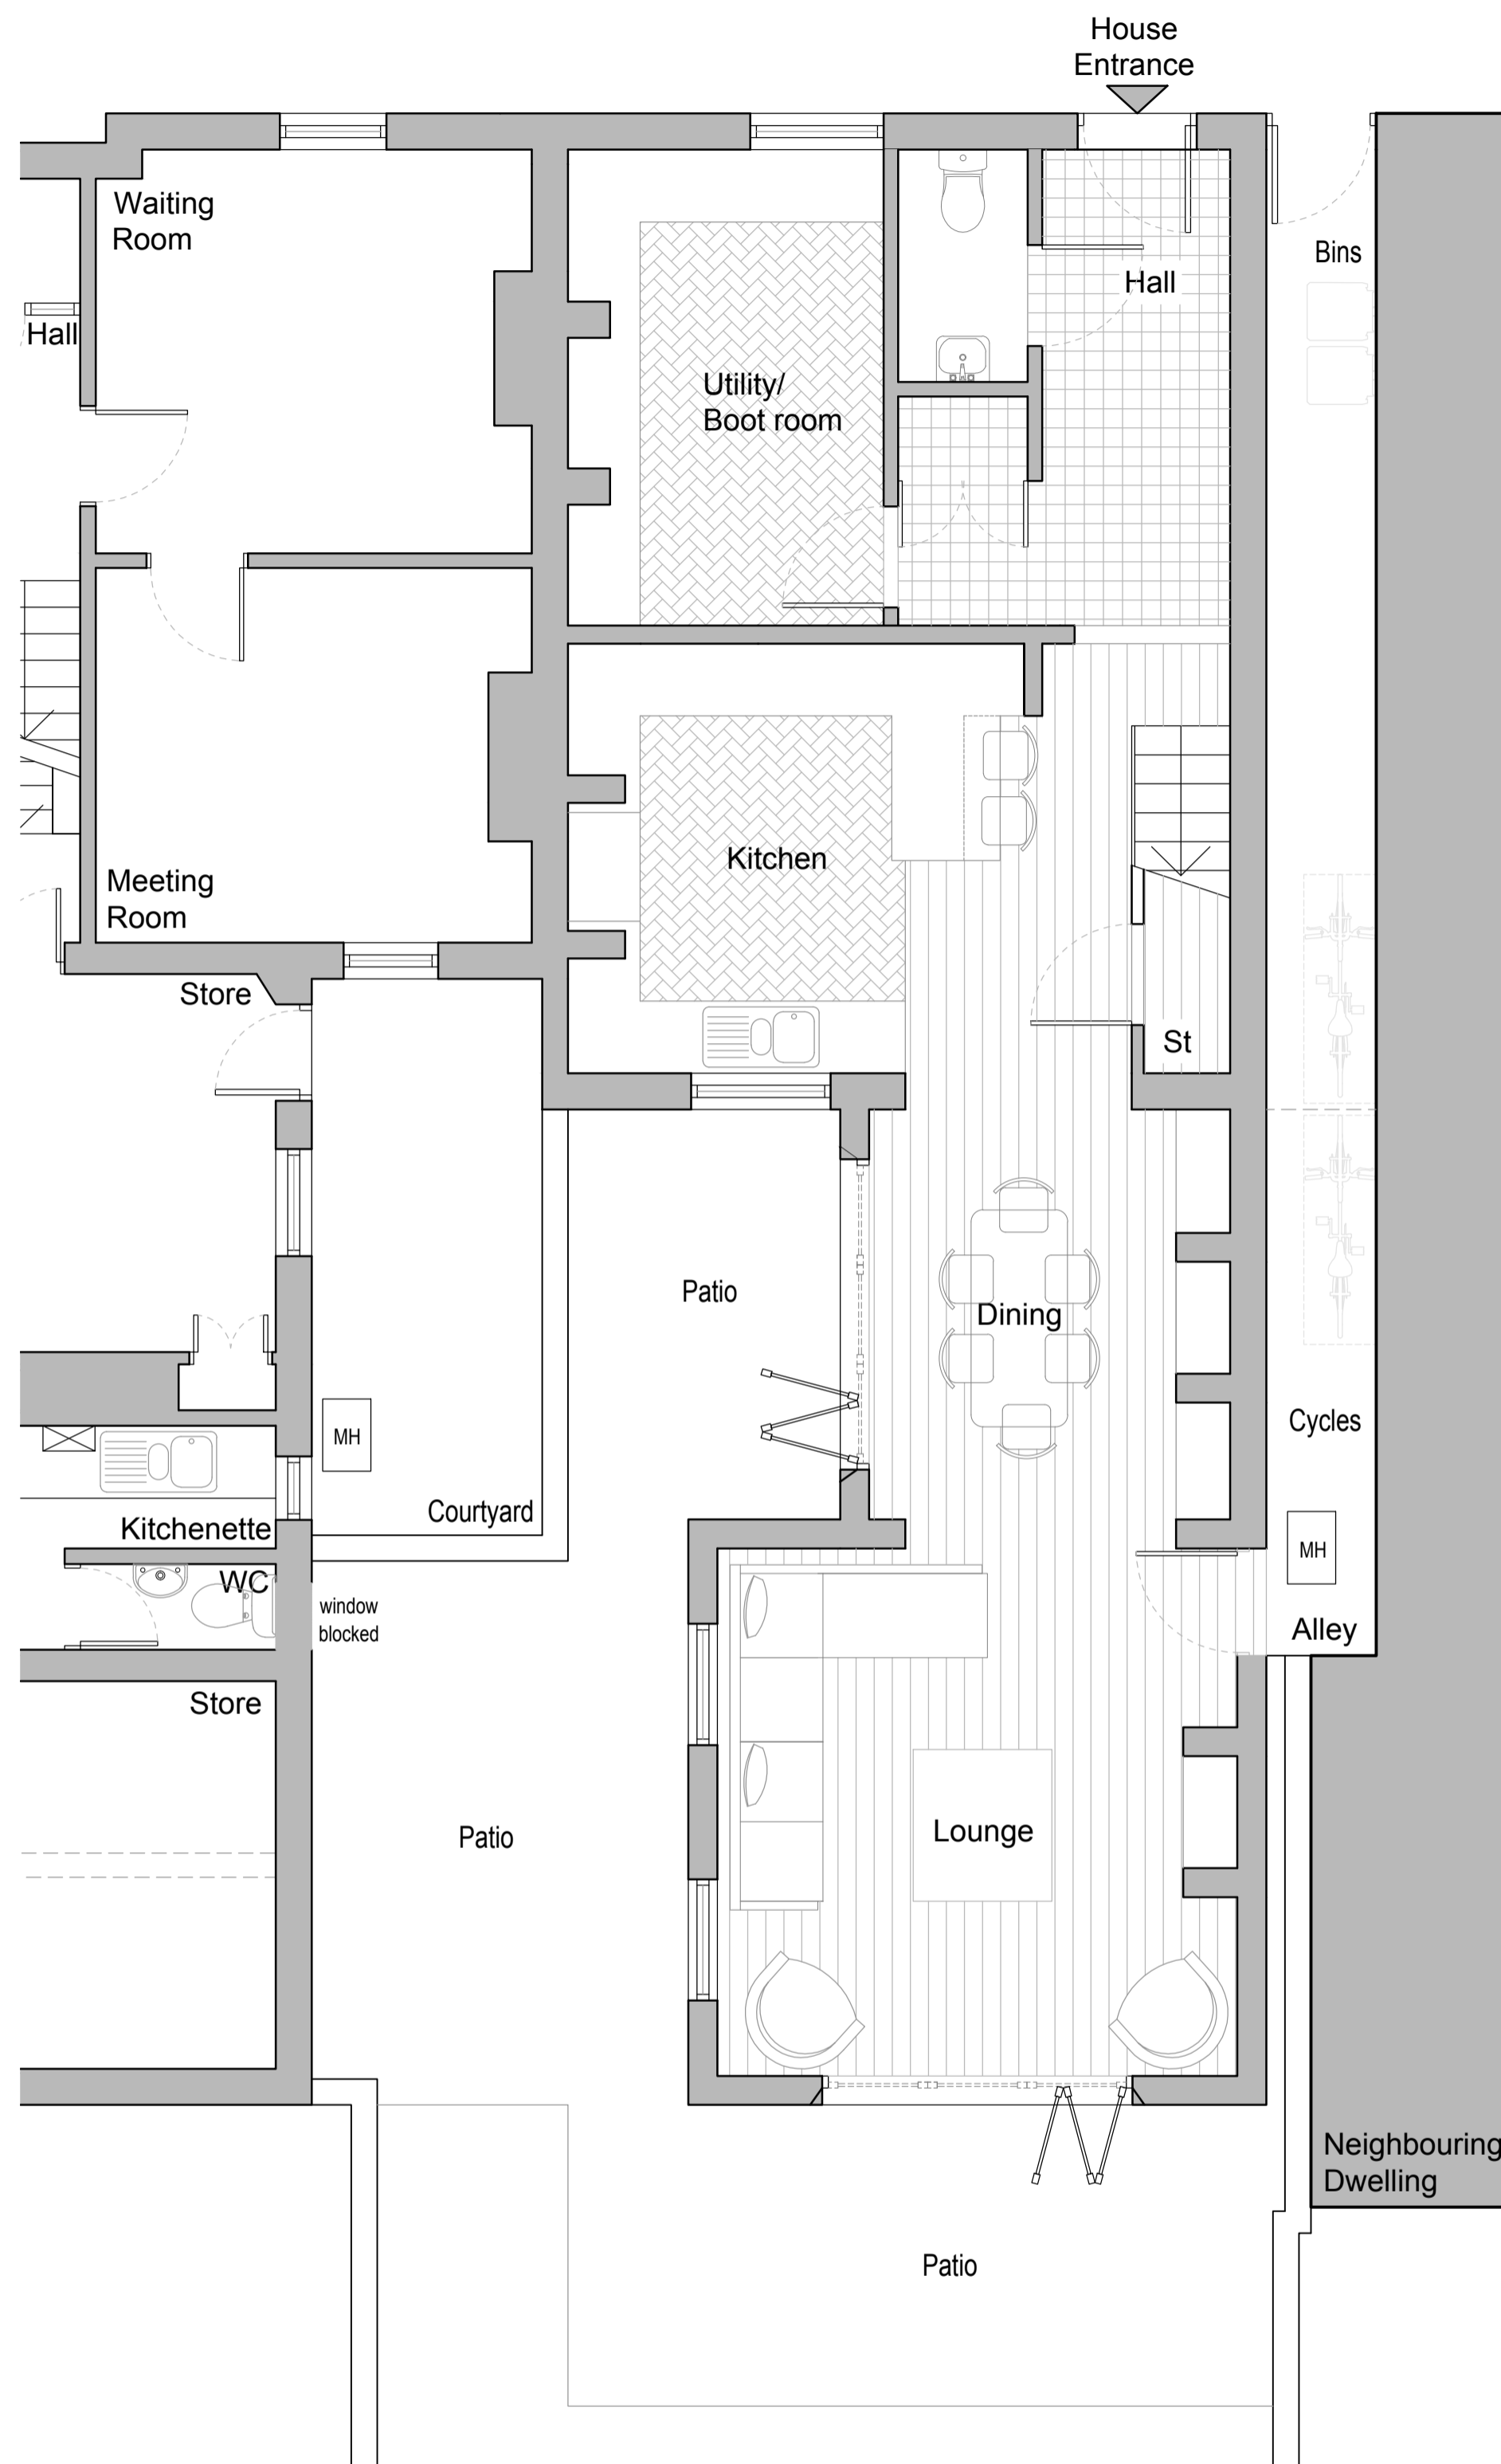 House
Entrance
Waiting
Room
Bins
Hall
Hall
Utility/
Boot room
Kitchen
Meeting
Room
Store
St
Patio
Dining
Cycles
MH
Courtyard
Kitchenette
MH
WC
window
blocked
Alley
Store
Lounge
Patio
Neighbouring
Dwelling
Patio